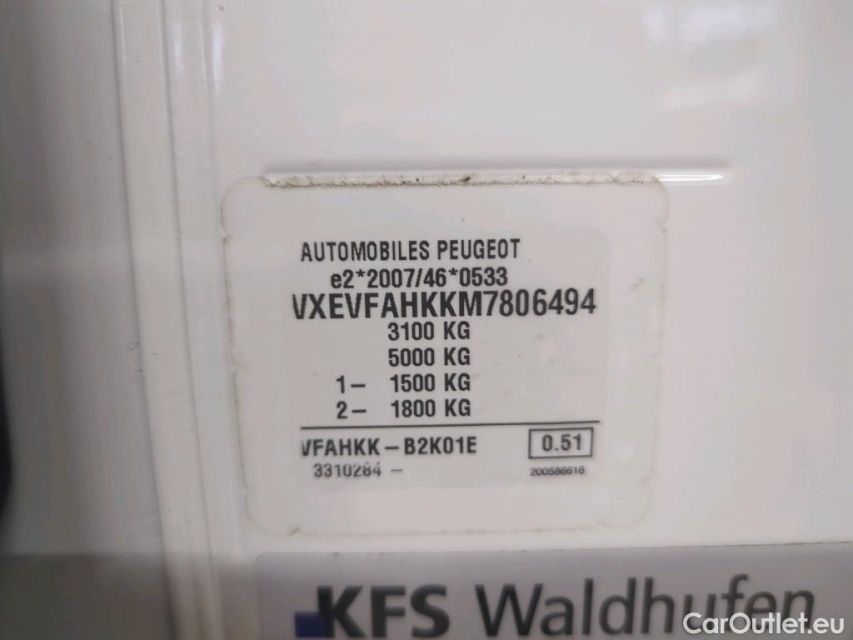 AUTOMOBILES PEUGEOT
e2*2007/46*0533
VXEVFAHKKM7806494
3100 KG
5000 KG
1- 1500 KG
2- 1800 KG
VFAHKK-B2K01E 0.51
3310264 - 200586616
KFS Waldhufen
CarOutlet.eu